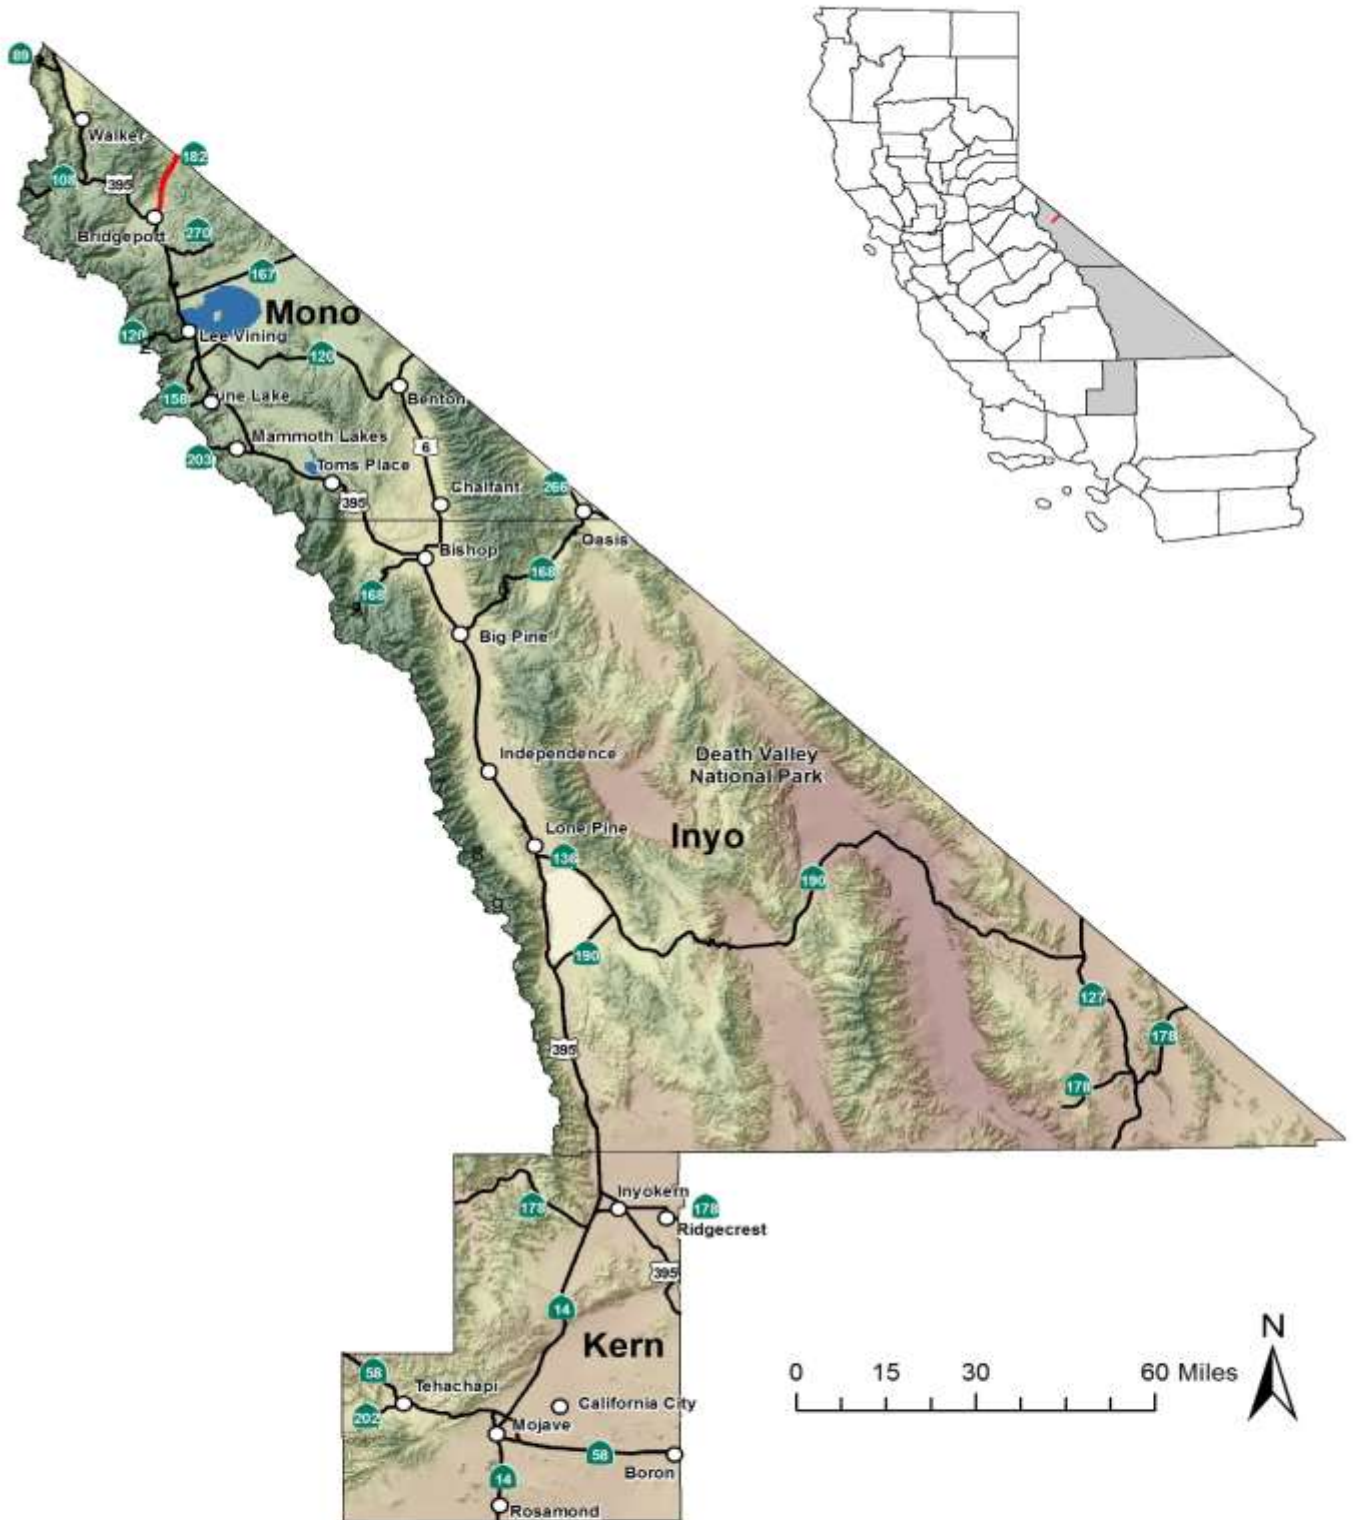 89
Walker
182
108
395
Bridgeport
270
167
Mono
120
Lee Vining
120
158
une Lake
Benton
Mammoth Lakes
203
6
Toms Place
395
Chalfant
266
Oasis
Bishop
168
168
Big Pine
Independence
Death Valley
National Park
Lone Pine
Inyo
136
190
190
127
395
178
178
Inyokern
178
178
Ridgecrest
395
14
Kern
N
0 15 30 60 Miles
58
Tehachapi
202
California City
Mojave
58
Boron
14
Rosamond